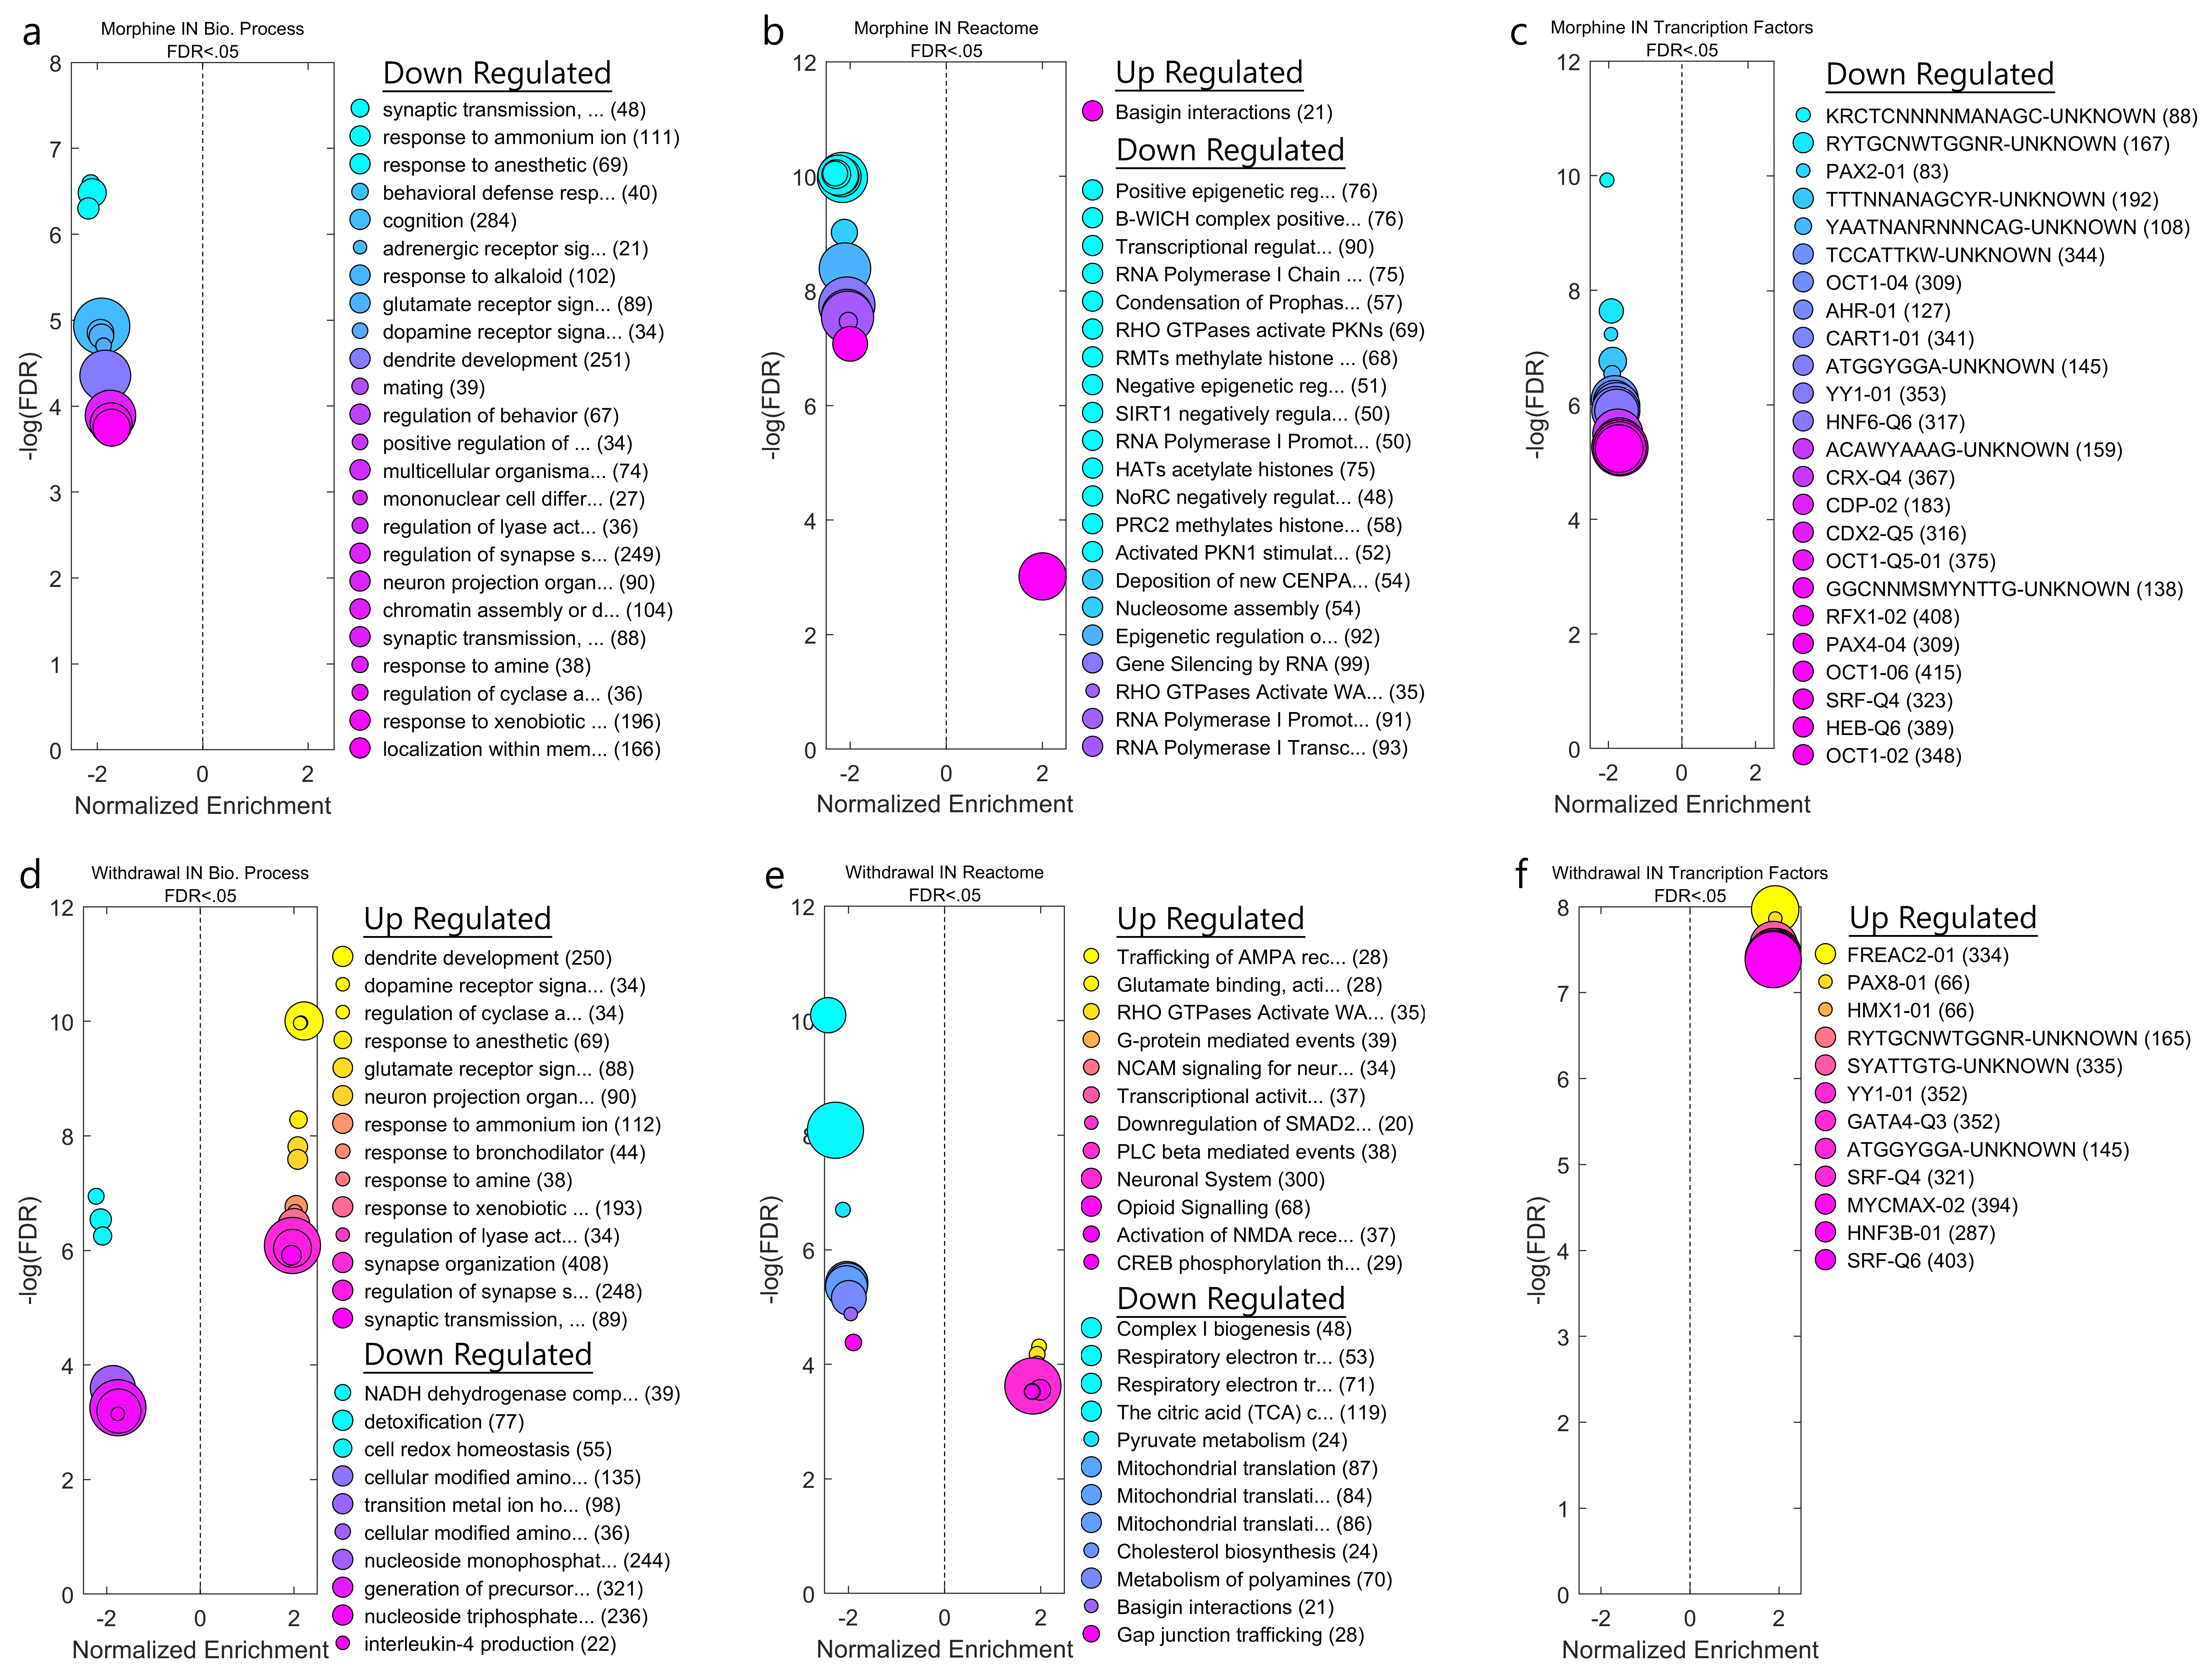 a
Morphine IN Bio. Process
FDR<.05
8
7
6
5
4
3
2
1
0
-2
0
2
-log(FDR)
Normalized Enrichment
Down Regulated
synaptic transmission, ... (48)
response to ammonium ion (111)
response to anesthetic (69)
behavioral defense resp... (40)
cognition (284)
adrenergic receptor sig... (21)
response to alkaloid (102)
glutamate receptor sign... (89)
dopamine receptor signa... (34)
dendrite development (251)
mating (39)
regulation of behavior (67)
positive regulation of ... (34)
multicellular organisma... (74)
mononuclear cell differ... (27)
regulation of lyase act... (36)
regulation of synapse s... (249)
neuron projection organ... (90)
chromatin assembly or d... (104)
synaptic transmission, ... (88)
response to amine (38)
regulation of cyclase a... (36)
response to xenobiotic ... (196)
localization within mem... (166)
b
Morphine IN Reactome
FDR<.05
12
10
8
6
4
2
0
-2
0
2
-log(FDR)
Normalized Enrichment
Up Regulated
Basigin interactions (21)
Down Regulated
Positive epigenetic reg... (76)
B-WICH complex positive... (76)
Transcriptional regulat... (90)
RNA Polymerase I Chain ... (75)
Condensation of Prophas... (57)
RHO GTPases activate PKNs (69)
RMTs methylate histone ... (68)
Negative epigenetic reg... (51)
SIRT1 negatively regula... (50)
RNA Polymerase I Promot... (50)
HATs acetylate histones (75)
NoRC negatively regulat... (48)
PRC2 methylates histone... (58)
Activated PKN1 stimulat... (52)
Deposition of new CENPA... (54)
Nucleosome assembly (54)
Epigenetic regulation o... (92)
Gene Silencing by RNA (99)
RHO GTPases Activate WA... (35)
RNA Polymerase I Promot... (91)
RNA Polymerase I Transc... (93)
c
Morphine IN Trancription Factors
FDR<.05
12
10
8
6
4
2
0
-2
0
2
-log(FDR)
Normalized Enrichment
Down Regulated
KRCTCNNNNMANAGC-UNKNOWN (88)
RYTGCNWTGGNR-UNKNOWN (167)
PAX2-01 (83)
TTTNNANAGCYR-UNKNOWN (192)
YAATNANRNNNCAG-UNKNOWN (108)
TCCATTKW-UNKNOWN (344)
OCT1-04 (309)
AHR-01 (127)
CART1-01 (341)
ATGGYGGA-UNKNOWN (145)
YY1-01 (353)
HNF6-Q6 (317)
ACAWYAAAG-UNKNOWN (159)
CRX-Q4 (367)
CDP-02 (183)
CDX2-Q5 (316)
OCT1-Q5-01 (375)
GGCNNMSMYNTTG-UNKNOWN (138)
RFX1-02 (408)
PAX4-04 (309)
OCT1-06 (415)
SRF-Q4 (323)
HEB-Q6 (389)
OCT1-02 (348)
d
Withdrawal IN Bio. Process
FDR<.05
12
10
8
6
4
2
0
-2
0
2
-log(FDR)
Normalized Enrichment
Up Regulated
dendrite development (250)
dopamine receptor signa... (34)
regulation of cyclase a... (34)
response to anesthetic (69)
glutamate receptor sign... (88)
neuron projection organ... (90)
response to ammonium ion (112)
response to bronchodilator (44)
response to amine (38)
response to xenobiotic ... (193)
regulation of lyase act... (34)
synapse organization (408)
regulation of synapse s... (248)
synaptic transmission, ... (89)
Down Regulated
NADH dehydrogenase comp... (39)
detoxification (77)
cell redox homeostasis (55)
cellular modified amino... (135)
transition metal ion ho... (98)
cellular modified amino... (36)
nucleoside monophosphat... (244)
generation of precursor... (321)
nucleoside triphosphate... (236)
interleukin-4 production (22)
e
Withdrawal IN Reactome
FDR<.05
12
10
8
6
4
2
0
-2
0
2
-log(FDR)
Normalized Enrichment
Up Regulated
Trafficking of AMPA rec... (28)
Glutamate binding, acti... (28)
RHO GTPases Activate WA... (35)
G-protein mediated events (39)
NCAM signaling for neur... (34)
Transcriptional activit... (37)
Downregulation of SMAD2... (20)
PLC beta mediated events (38)
Neuronal System (300)
Opioid Signalling (68)
Activation of NMDA rece... (37)
CREB phosphorylation th... (29)
Down Regulated
Complex I biogenesis (48)
Respiratory electron tr... (53)
Respiratory electron tr... (71)
The citric acid (TCA) c... (119)
Pyruvate metabolism (24)
Mitochondrial translation (87)
Mitochondrial translati... (84)
Mitochondrial translati... (86)
Cholesterol biosynthesis (24)
Metabolism of polyamines (70)
Basigin interactions (21)
Gap junction trafficking (28)
f
Withdrawal IN Trancription Factors
FDR<.05
8
7
6
5
4
3
2
1
0
-2
0
2
-log(FDR)
Normalized Enrichment
Up Regulated
FREAC2-01 (334)
PAX8-01 (66)
HMX1-01 (66)
RYTGCNWTGGNR-UNKNOWN (165)
SYATTGTG-UNKNOWN (335)
YY1-01 (352)
GATA4-Q3 (352)
ATGGYGGA-UNKNOWN (145)
SRF-Q4 (321)
MYCMAX-02 (394)
HNF3B-01 (287)
SRF-Q6 (403)